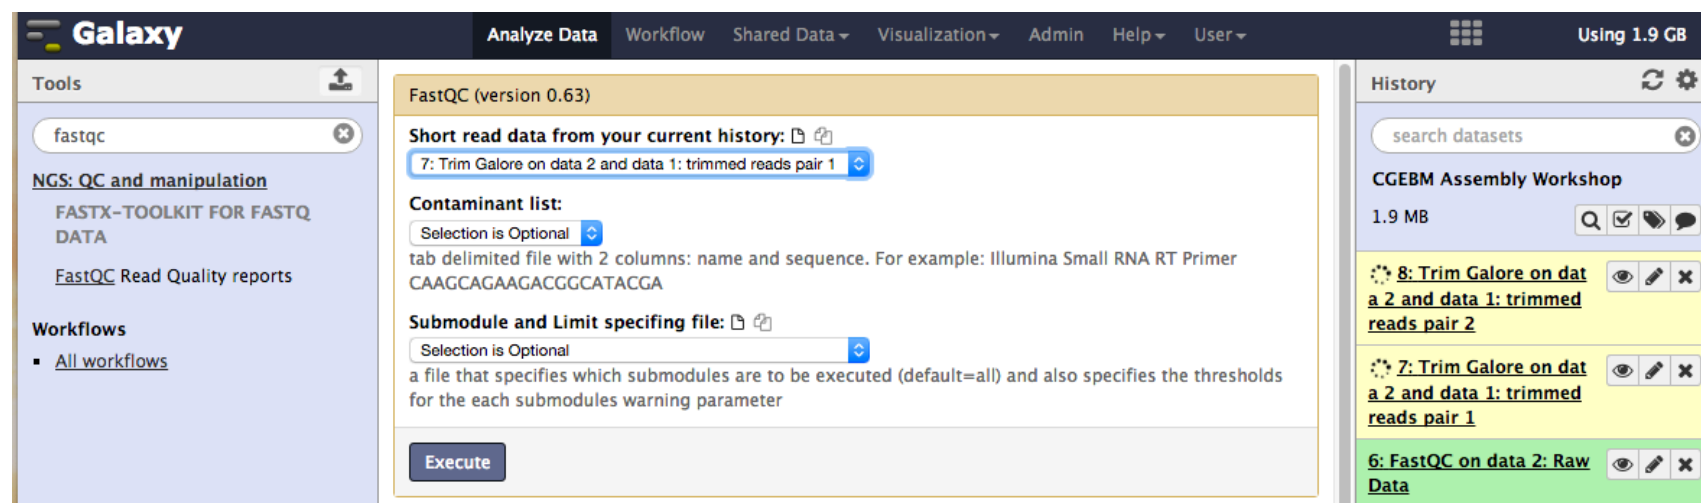 Galaxy
Analyze Data Workflow Shared Data Visualization Admin Help User
Using 1.9 GB
Tools
fastqc
NGS: QC and manipulation
FASTX-TOOLKIT FOR FASTQ
DATA
FastQC Read Quality reports
Workflows
All workflows
FastQC (version 0.63)
Short read data from your current history:
7: Trim Galore on data 2 and data 1: trimmed reads pair 1
Contaminant list:
Selection is Optional
tab delimited file with 2 columns: name and sequence. For example: Illumina Small RNA RT Primer
CAAGCAGAAGACGGCATACGA
Submodule and Limit specifing file:
Selection is Optional
a file that specifies which submodules are to be executed (default=all) and also specifies the thresholds
for the each submodules warning parameter
Execute
History
search datasets
CGEBM Assembly Workshop
1.9 MB
8: Trim Galore on dat
a 2 and data 1: trimmed
reads pair 2
7: Trim Galore on dat
a 2 and data 1: trimmed
reads pair 1
6: FastQC on data 2: Raw
Data